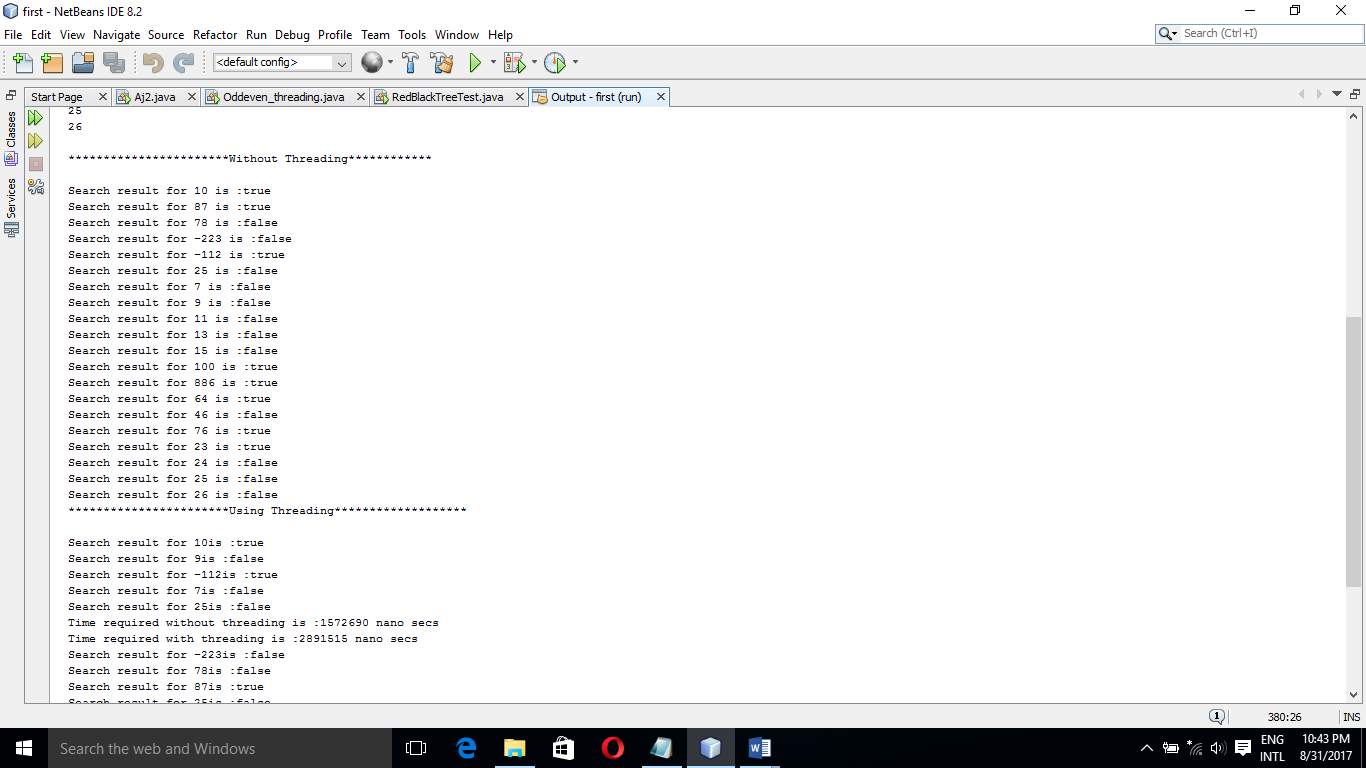 first - NetBeans IDE 8.2
File Edit View Navigate Source Refactor Run Debug Profile Team Tools Window Help
Search (Ctrl+I)
<default config>
Start Page Aj2.java Oddeven_threading.java RedBlackTreeTest.java Output - first (run)
Classes
Services
25
26
***********************Without Threading************
Search result for 10 is :true
Search result for 87 is :true
Search result for 78 is :false
Search result for -223 is :false
Search result for -112 is :true
Search result for 25 is :false
Search result for 7 is :false
Search result for 9 is :false
Search result for 11 is :false
Search result for 13 is :false
Search result for 15 is :false
Search result for 100 is :true
Search result for 886 is :true
Search result for 64 is :true
Search result for 46 is :false
Search result for 76 is :true
Search result for 23 is :true
Search result for 24 is :false
Search result for 25 is :false
Search result for 26 is :false
***********************Using Threading*******************
Search result for 10is :true
Search result for 9is :false
Search result for -112is :true
Search result for 7is :false
Search result for 25is :false
Time required without threading is :1572690 nano secs
Time required with threading is :2891515 nano secs
Search result for -223is :false
Search result for 78is :false
Search result for 87is :true
Search result for 25is :false
1
380:26 INS
Search the web and Windows
ENG
INTL
10:43 PM
8/31/2017